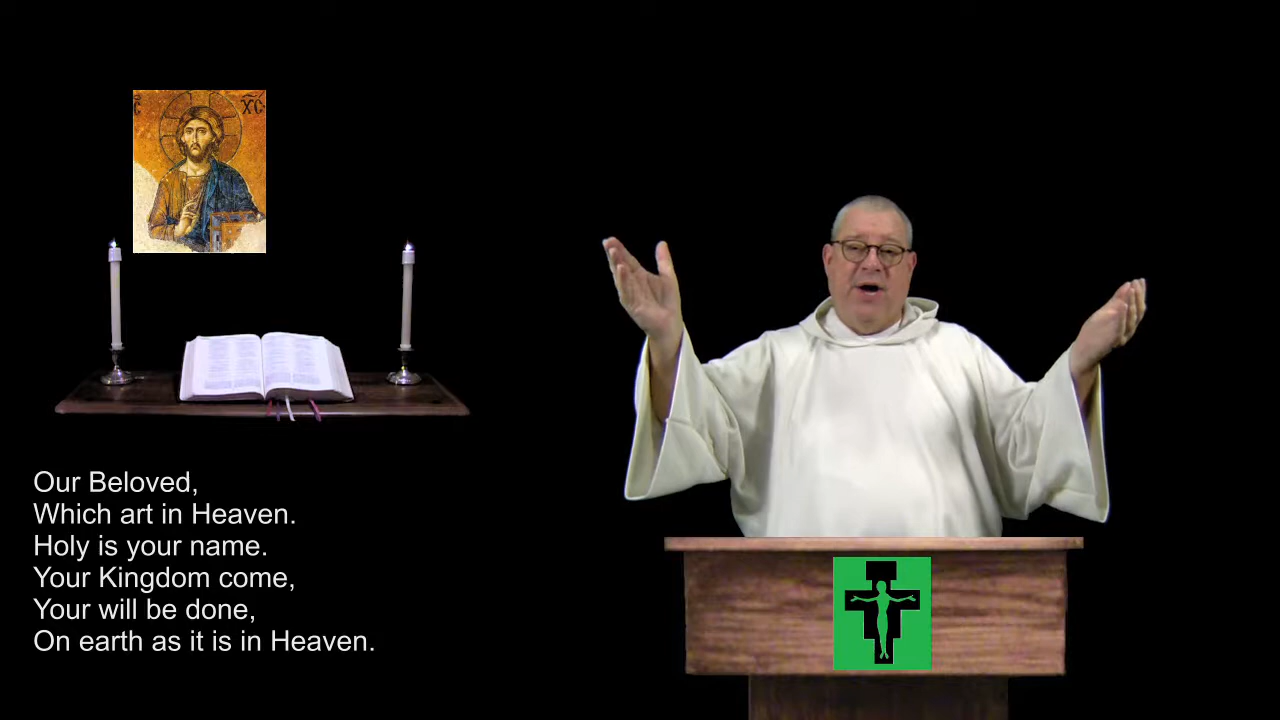 XC
Our Beloved,
Which art in Heaven.
Holy is your name.
Your Kingdom come,
Your will be done,
On earth as it is in Heaven.